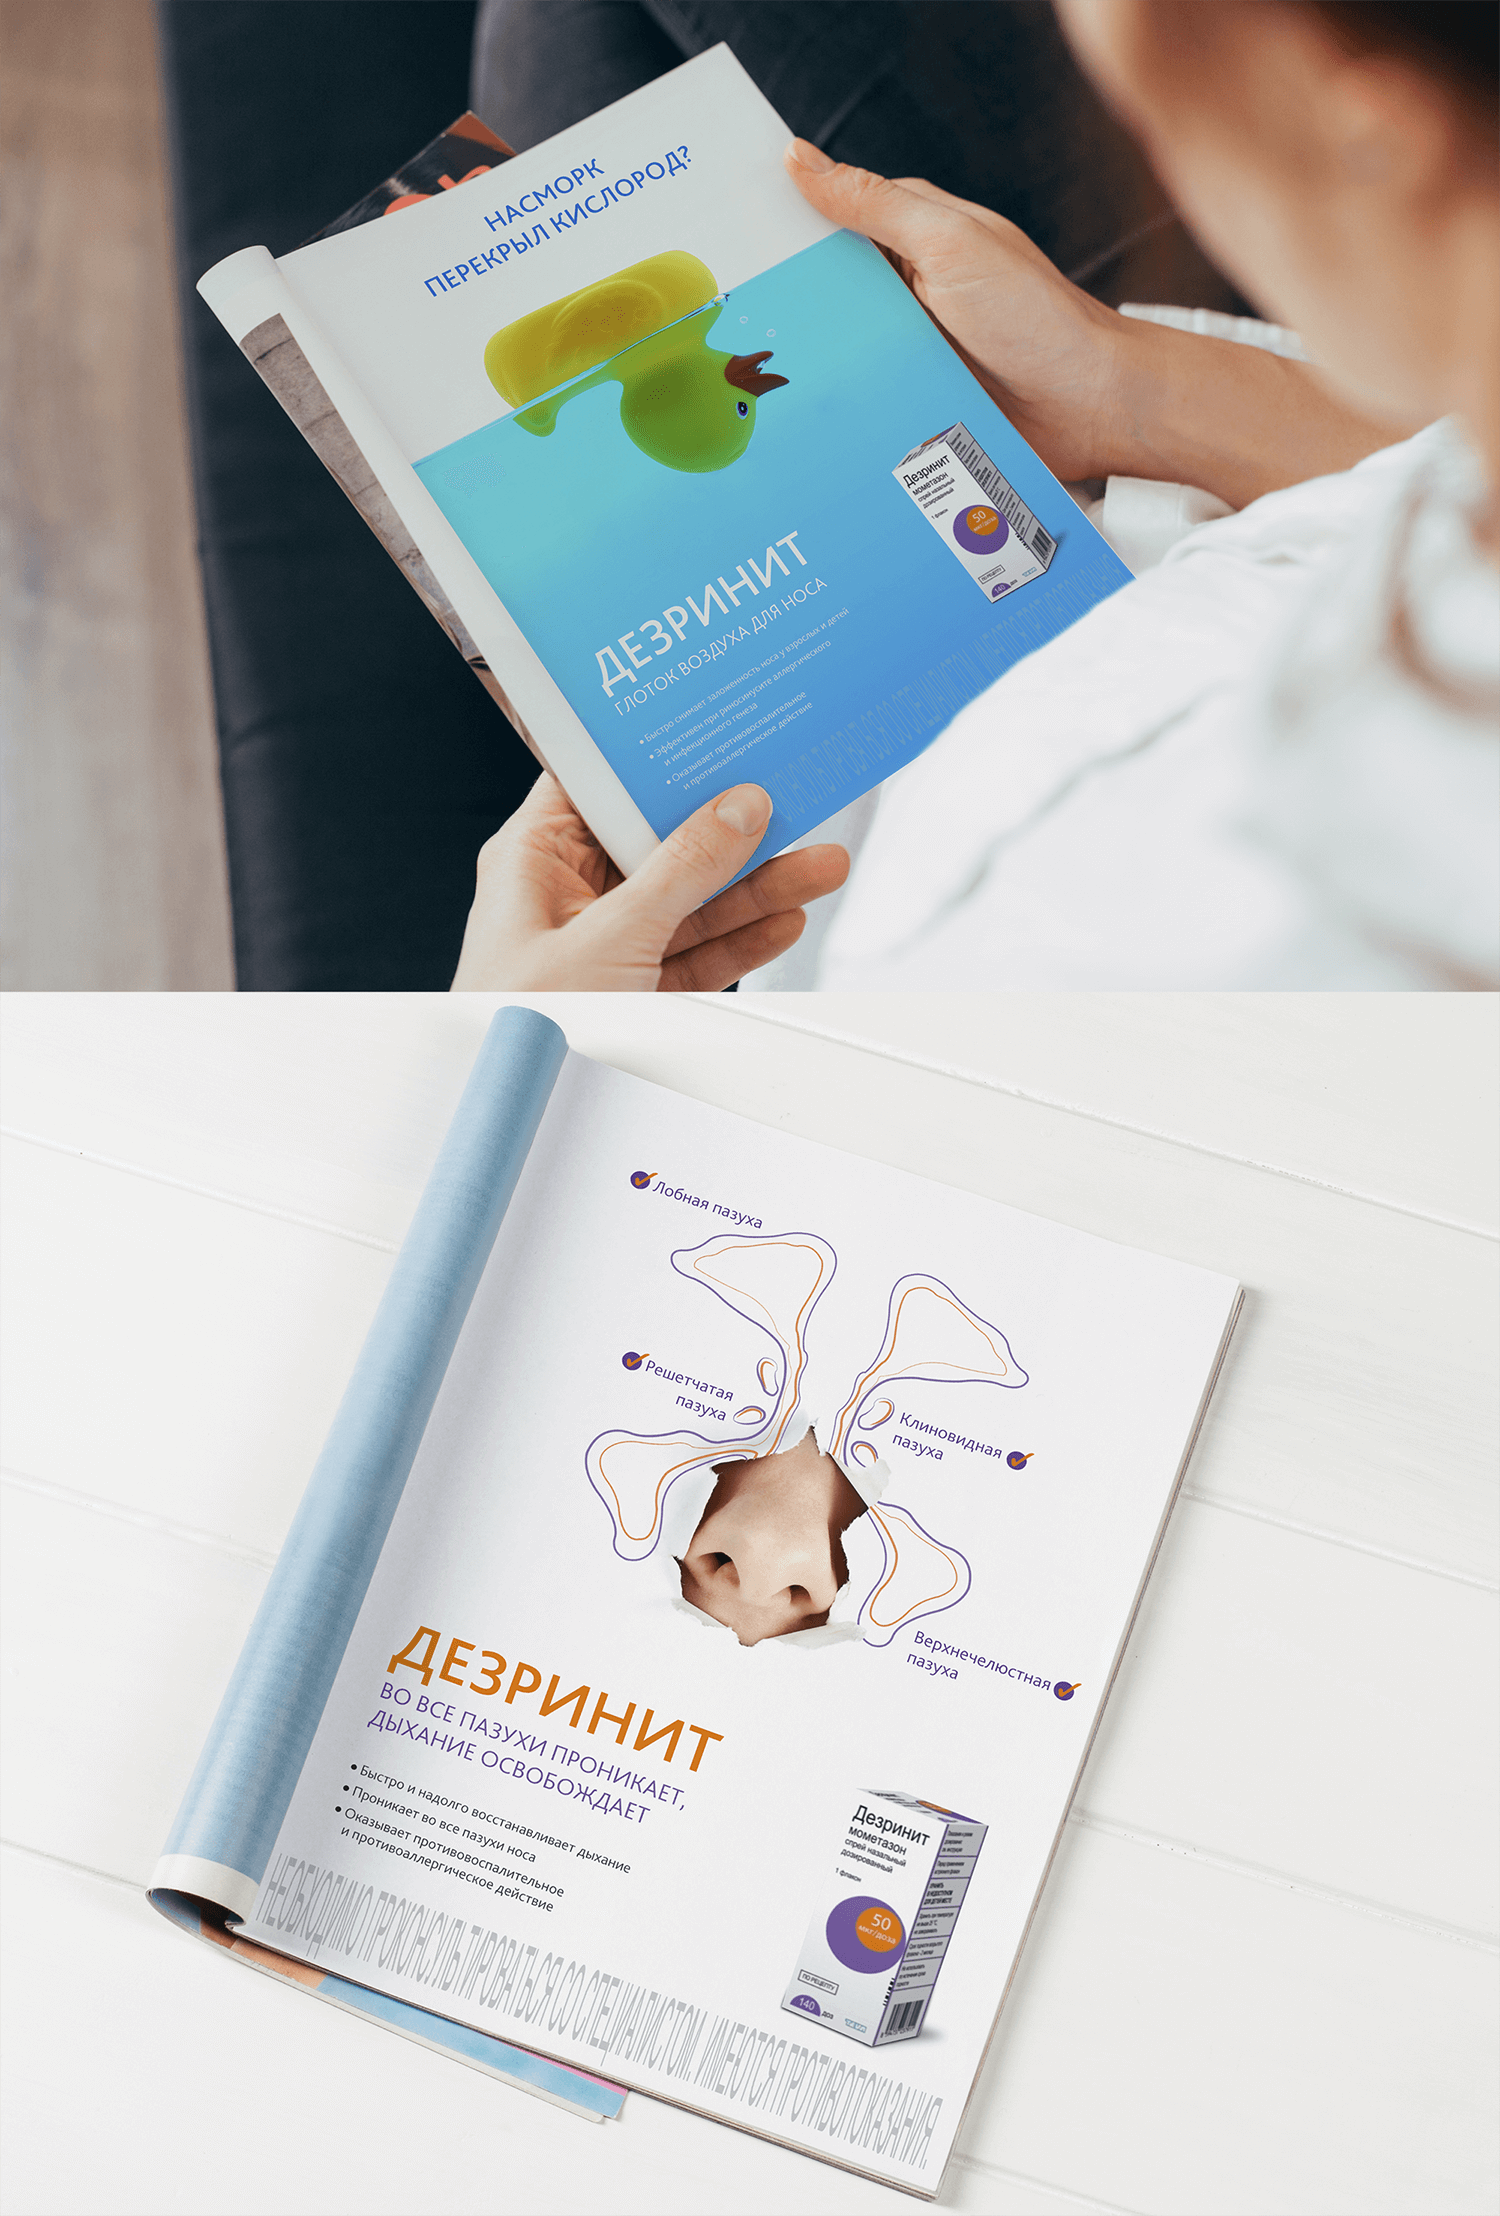 НАСМОРК
ПЕРЕКРЫЛ КИСЛОРОД?
Дезринит
мометазон
спрей назальный
дозированный
1 флакон
50
мкг/доза
ПО РЕЦЕПТУ
140 доз
ДЕЗРИНИТ
ГЛОТОК ВОЗДУХА ДЛЯ НОСА
• Быстро снимает заложенность носа у взрослых и детей
• Эффективен при риносинусите аллергического
и инфекционного генеза
• Оказывает противовоспалительное
и противоаллергическое действие
Лобная пазуха
Решетчатая
пазуха
Клиновидная
пазуха
Верхнечелюстная
пазуха
ДЕЗРИНИТ
ВО ВСЕ ПАЗУХИ ПРОНИКАЕТ,
ДЫХАНИЕ ОСВОБОЖДАЕТ
• Быстро и надолго восстанавливает дыхание
• Проникает во все пазухи носа
• Оказывает противовоспалительное
и противоаллергическое действие
Дезринит
мометазон
спрей назальный
дозированный
1 флакон
50
мкг/доза
ПО РЕЦЕПТУ
140 доз
НЕОБХОДИМО ПРОКОНСУЛЬТИРОВАТЬСЯ СО СПЕЦИАЛИСТОМ. ИМЕЮТСЯ ПРОТИВОПОКАЗАНИЯ.